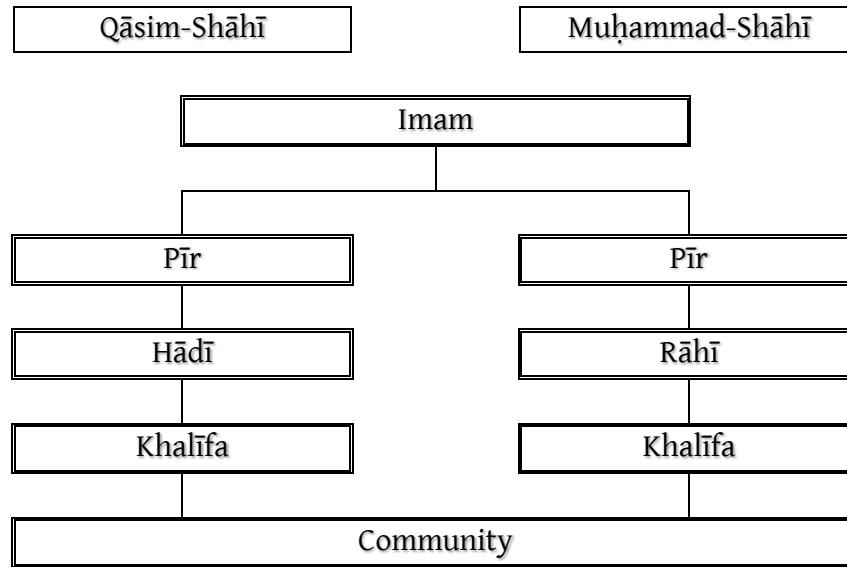 Qāsim-Shāhī
Muḥammad-Shāhī
Imam
Pīr
Pīr
Hādī
Rāhī
Khalīfa
Khalīfa
Community